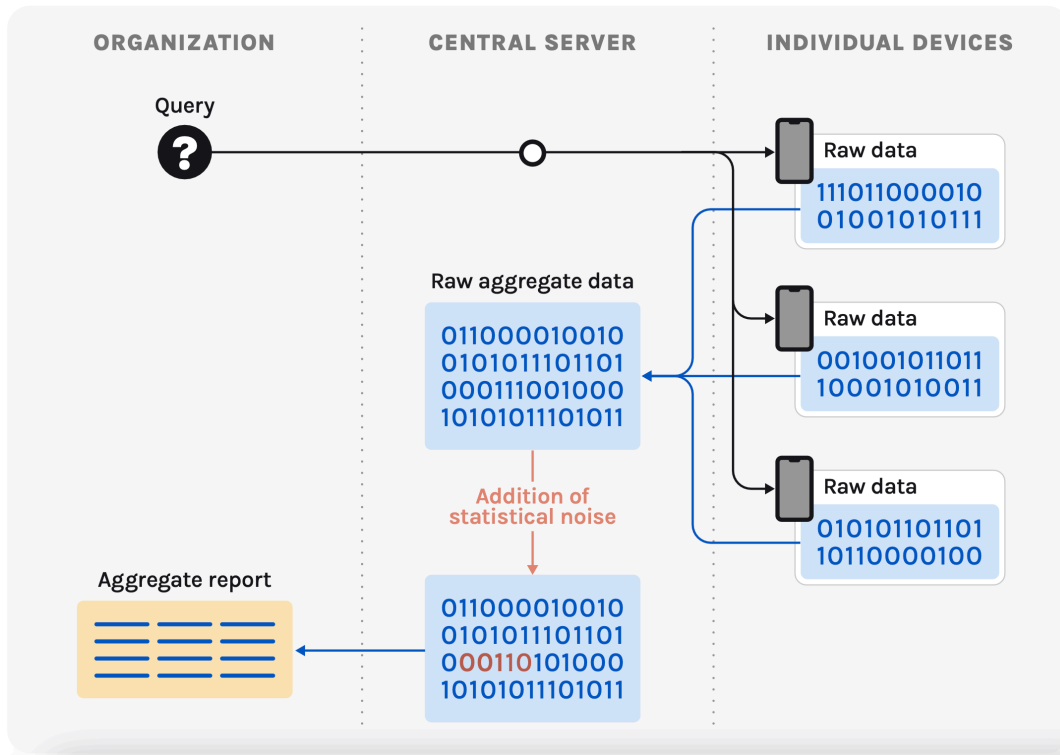 ORGANIZATION
CENTRAL SERVER
INDIVIDUAL DEVICES
Query
?
Raw data
111011000010
01001010111
Raw data
001001011011
10001010011
Raw data
010101101101
10110000100
Raw aggregate data
011000010010
0101011101101
000111001000
10101011101011
Addition of
statistical noise
011000010010
0101011101101
000110101000
10101011101011
Aggregate report